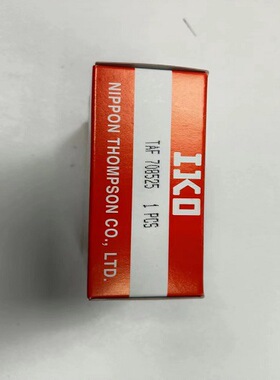 IKO
TAF 708525 1 PCS
NIPPON THOMPSON CO., LTD.